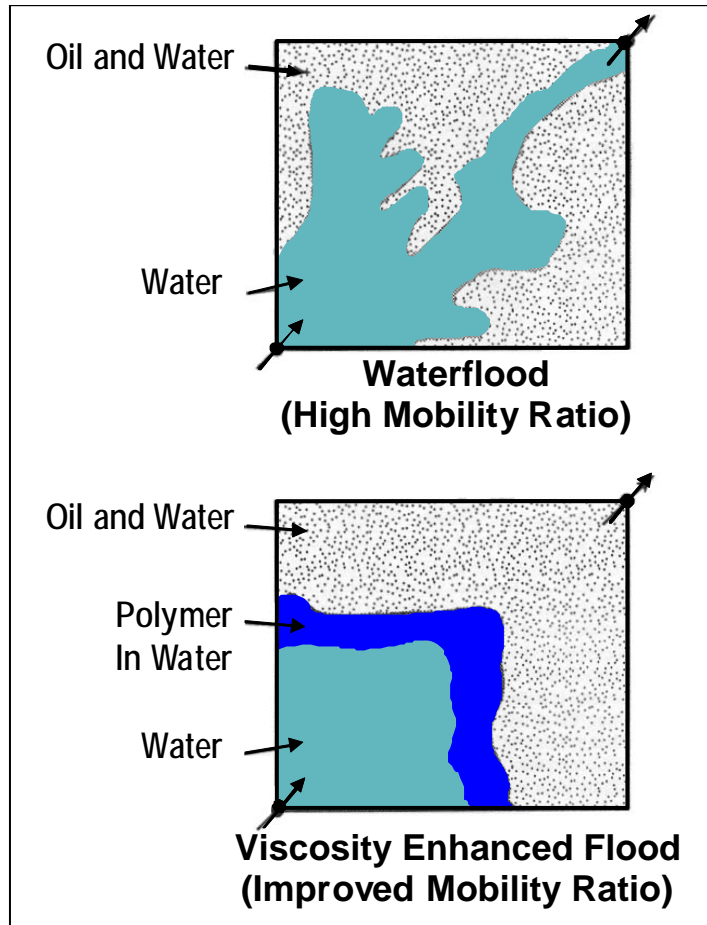 Oil and Water
Water
Waterflood
(High Mobility Ratio)
Oil and Water
Polymer
In Water
Water
Viscosity Enhanced Flood
(Improved Mobility Ratio)